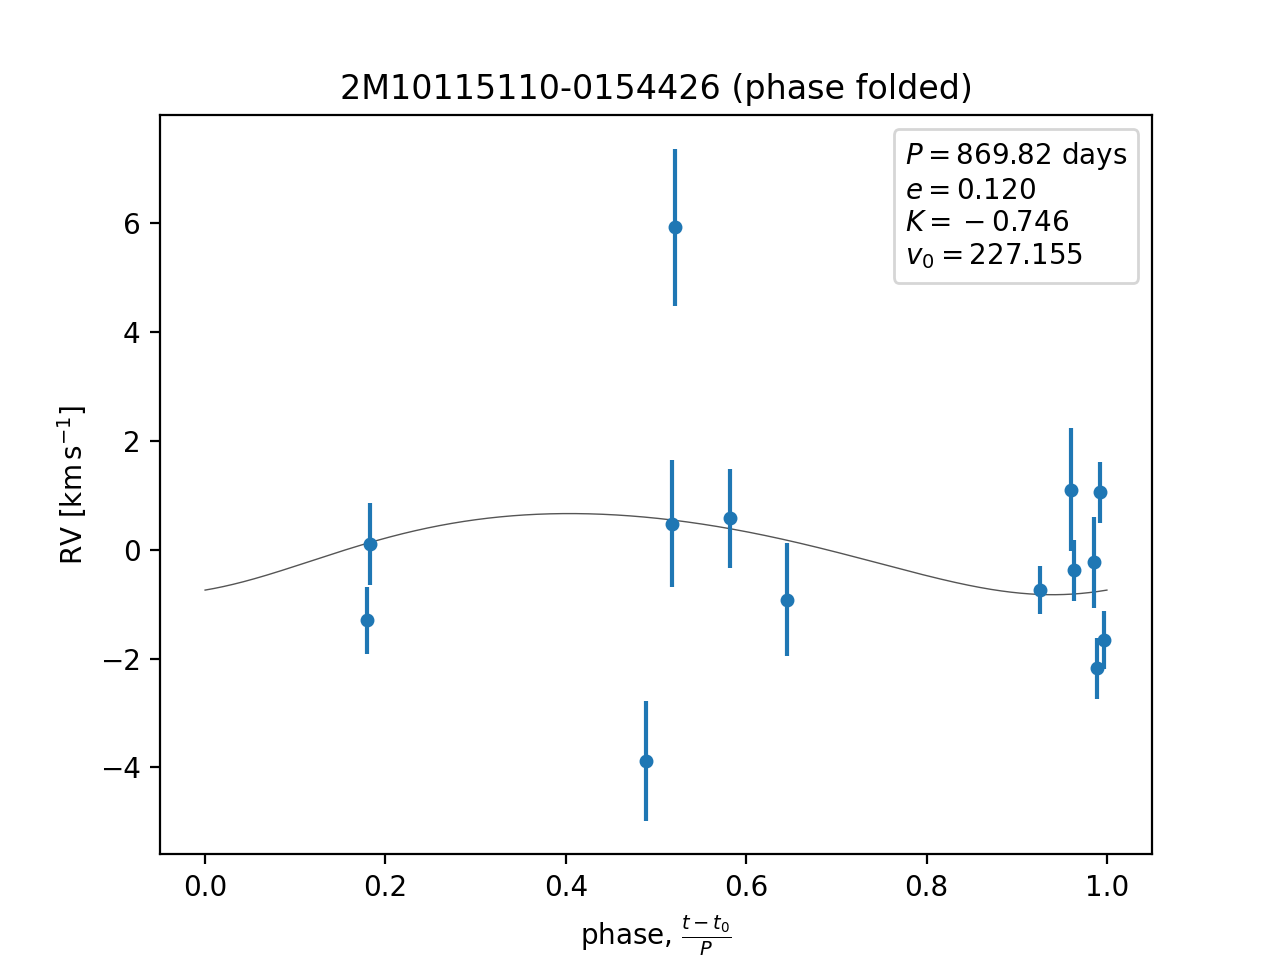 2M10115110-0154426 (phase folded)
P = 869.82 days
e = 0.120
K = −0.746
v₀ = 227.155
6
4
2
0
−2
−4
RV [km s⁻¹]
0.0 0.2 0.4 0.6 0.8 1.0
phase, (t − t₀)/P